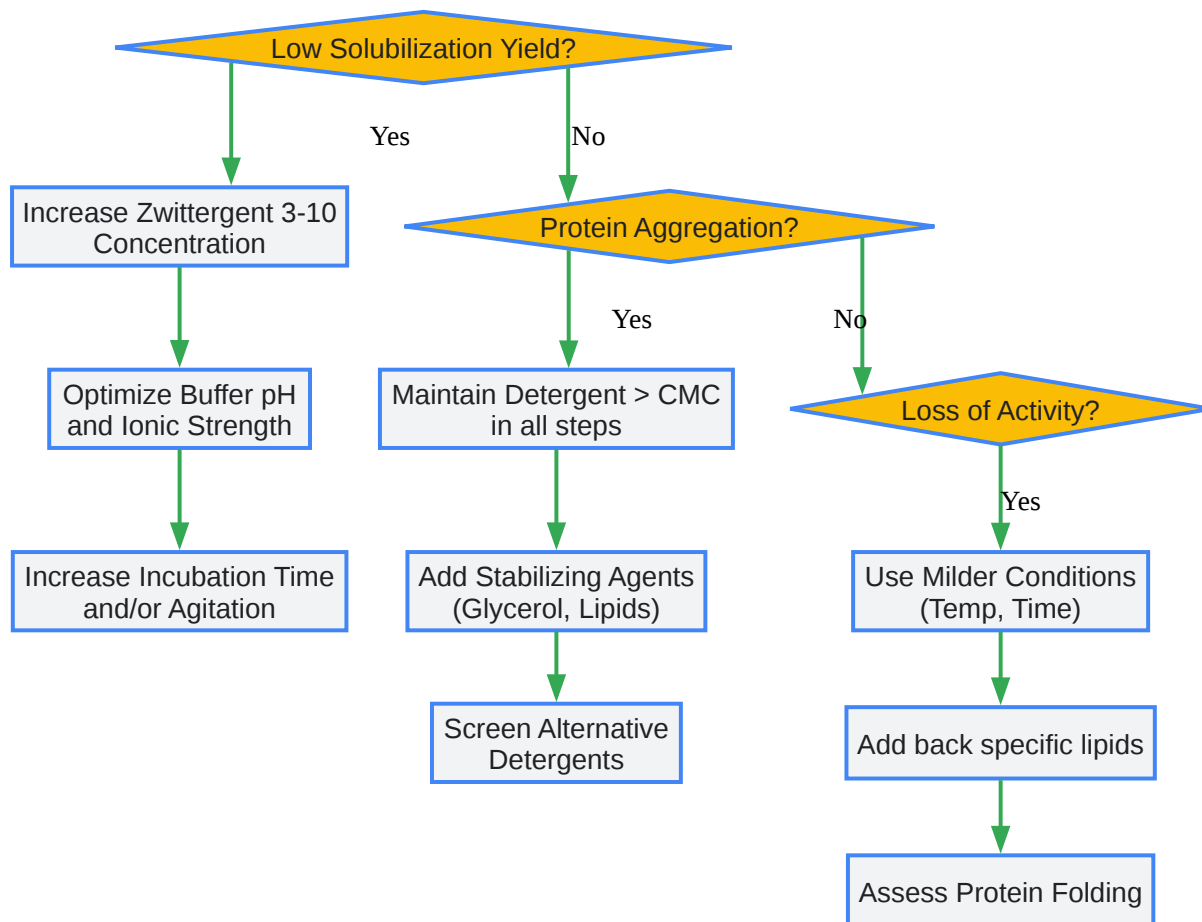 Low Solubilization Yield?
Yes
No
Increase Zwittergent 3-10
Concentration
Protein Aggregation?
Yes
No
Optimize Buffer pH
and Ionic Strength
Maintain Detergent > CMC
in all steps
Loss of Activity?
Yes
Increase Incubation Time
and/or Agitation
Add Stabilizing Agents
(Glycerol, Lipids)
Use Milder Conditions
(Temp, Time)
Screen Alternative
Detergents
Add back specific lipids
Assess Protein Folding